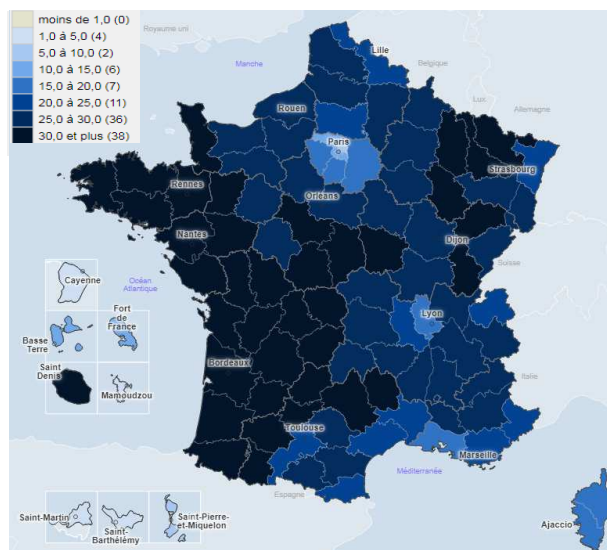 moins de 1,0 (0)
1,0 à 5,0 (4)
5,0 à 10,0 (2)
10,0 à 15,0 (6)
15,0 à 20,0 (7)
20,0 à 25,0 (11)
25,0 à 30,0 (36)
30,0 et plus (38)
Royaume uni
Manche
Lille
Belgique
Lux.
Allemagne
Rouen
Paris
Strasbourg
Rennes
Orléans
Nantes
Dijon
Suisse
Océan
Atlantique
Cayenne
Fort
de
France
Basse
Terre
Saint
Denis
Mamoudzou
Lyon
Italie
Bordeaux
Toulouse
Marseille
Méditerranée
Espagne
Ajaccio
Saint-Martin
Saint-
Barthélémy
Saint-Pierre-
et-Miquelon